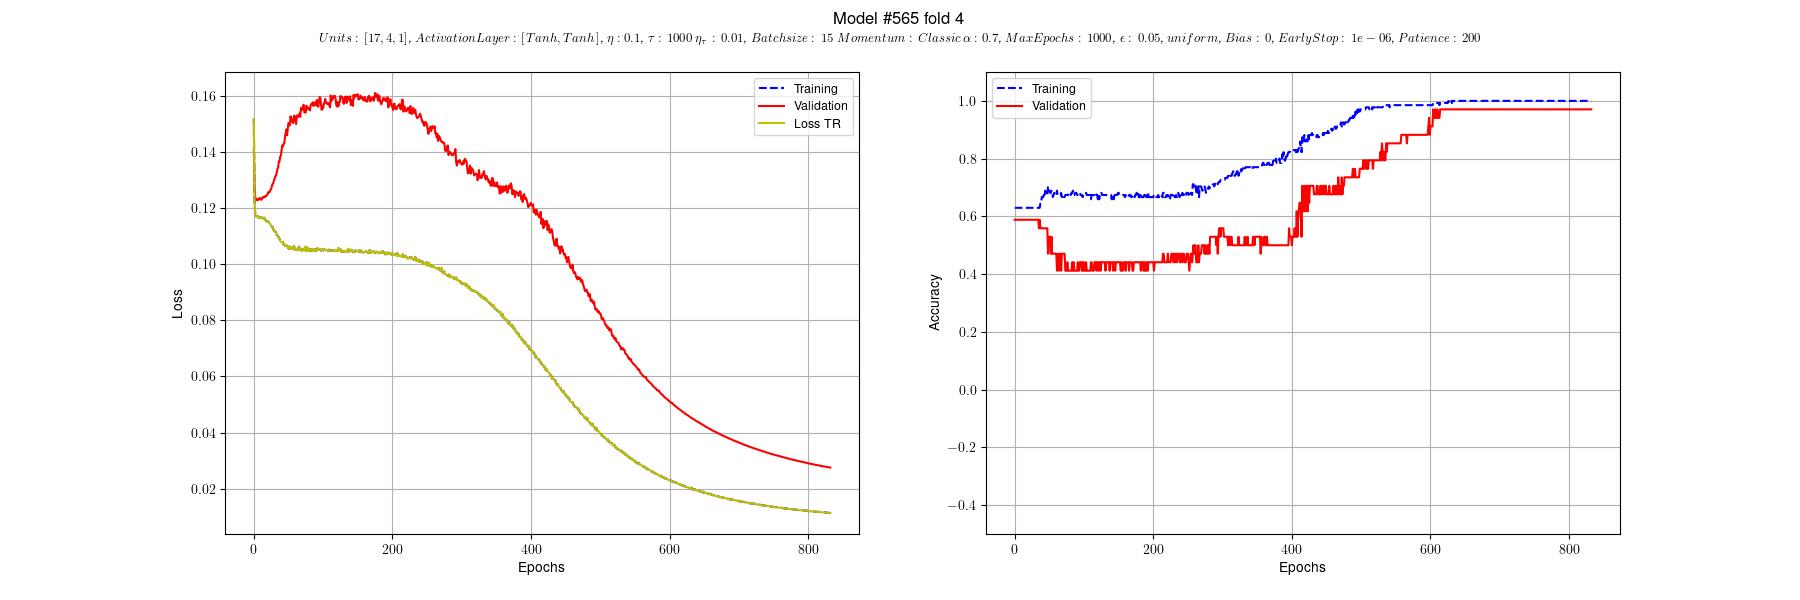 Model #565 fold 4
Units : [17, 4, 1], ActivationLayer : [Tanh, Tanh], η : 0.1, τ : 1000 ητ : 0.01, Batchsize : 15 Momentum : Classic α : 0.7, MaxEpochs : 1000, ϵ : 0.05, uniform, Bias : 0, EarlyStop : 1e − 06, Patience : 200
Training
Validation
Loss TR
0.16
0.14
0.12
0.10
0.08
0.06
0.04
0.02
Loss
0
200
400
600
800
Epochs
Training
Validation
1.0
0.8
0.6
0.4
0.2
0.0
−0.2
−0.4
Accuracy
0
200
400
600
800
Epochs